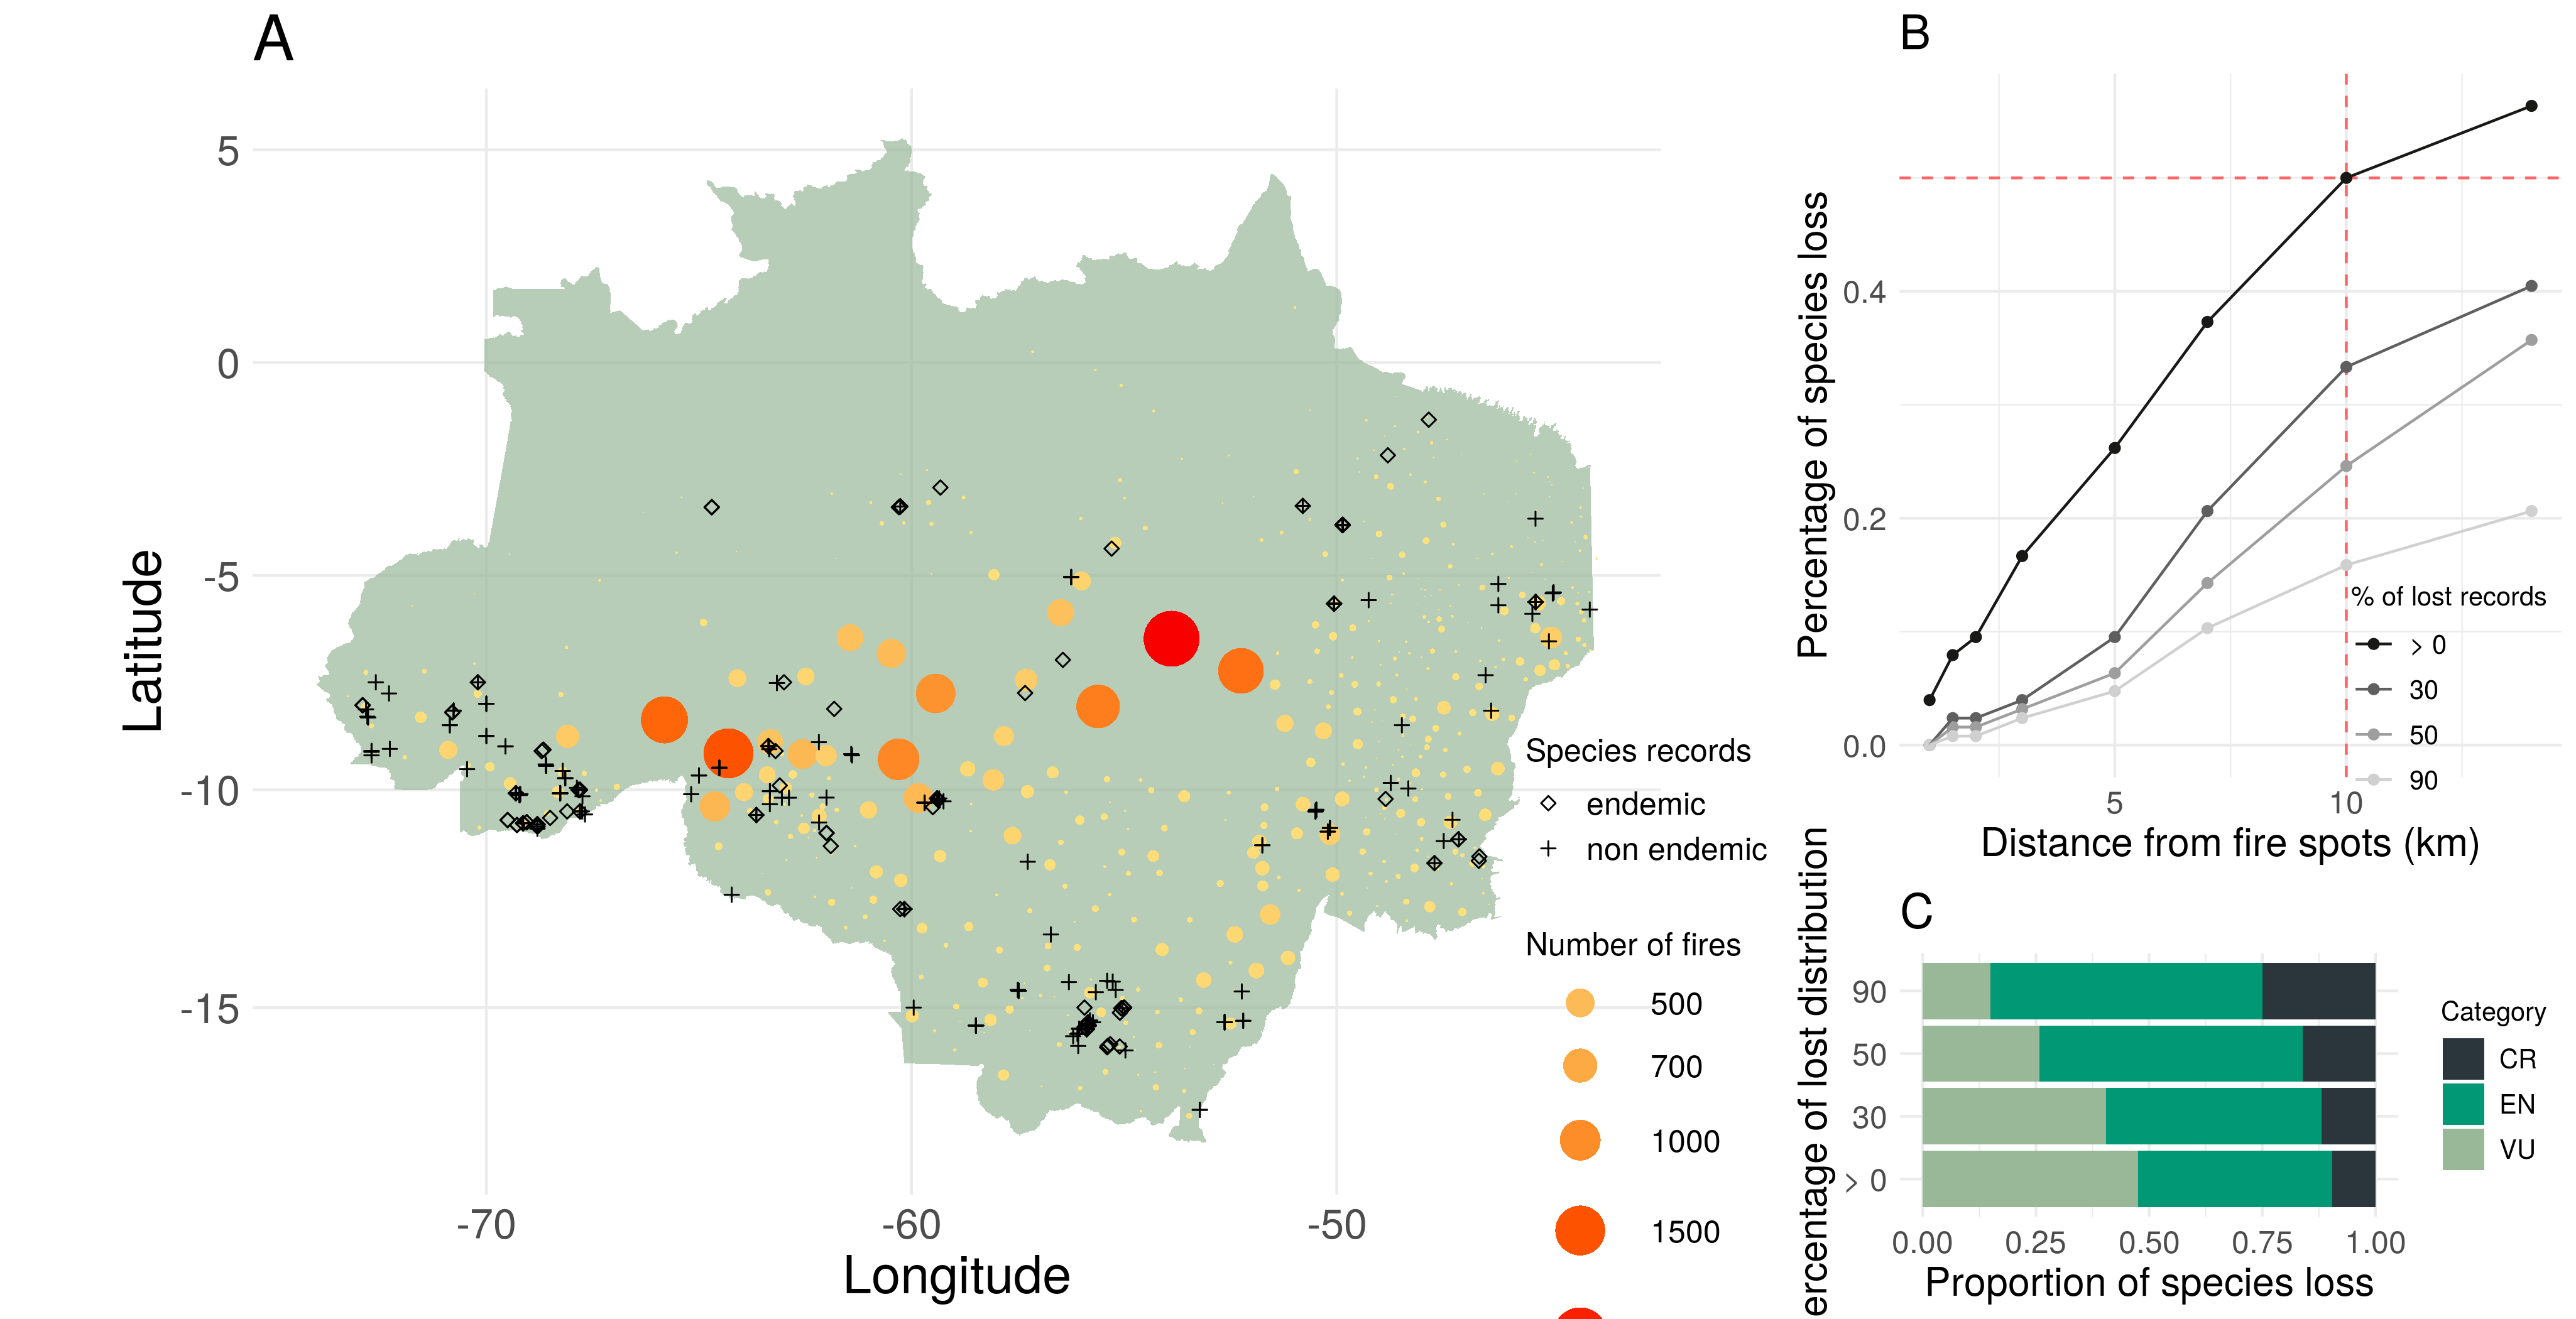 A
5
0
-5
-10
-15
Latitude
-70
-60
-50
Longitude
Species records
endemic
non endemic
Number of fires
500
700
1000
1500
B
Percentage of species loss
0.4
0.2
0.0
5
10
Distance from fire spots (km)
% of lost records
> 0
30
50
90
C
ercentage of lost distribution
90
50
30
> 0
0.00
0.25
0.50
0.75
1.00
Proportion of species loss
Category
CR
EN
VU